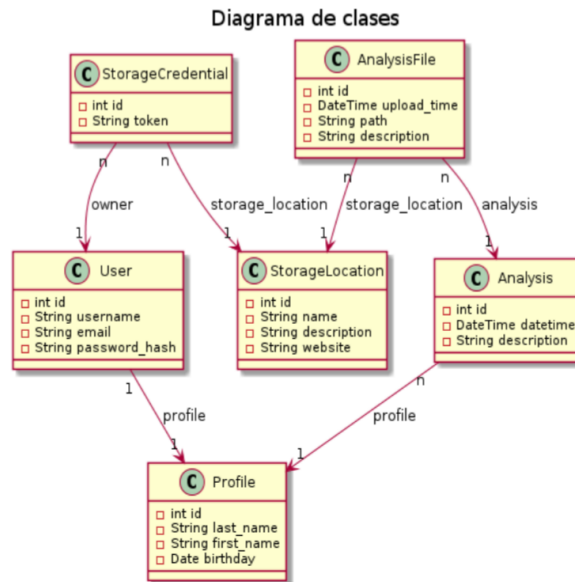 Diagrama de clases
C StorageCredential
int id
String token
C AnalysisFile
int id
DateTime upload_time
String path
String description
n
n
n
n
owner
storage_location
storage_location
analysis
1
1
1
1
C User
int id
String username
String email
String password_hash
C StorageLocation
int id
String name
String description
String website
C Analysis
int id
DateTime datetime
String description
1
n
profile
profile
1
1
C Profile
int id
String last_name
String first_name
Date birthday